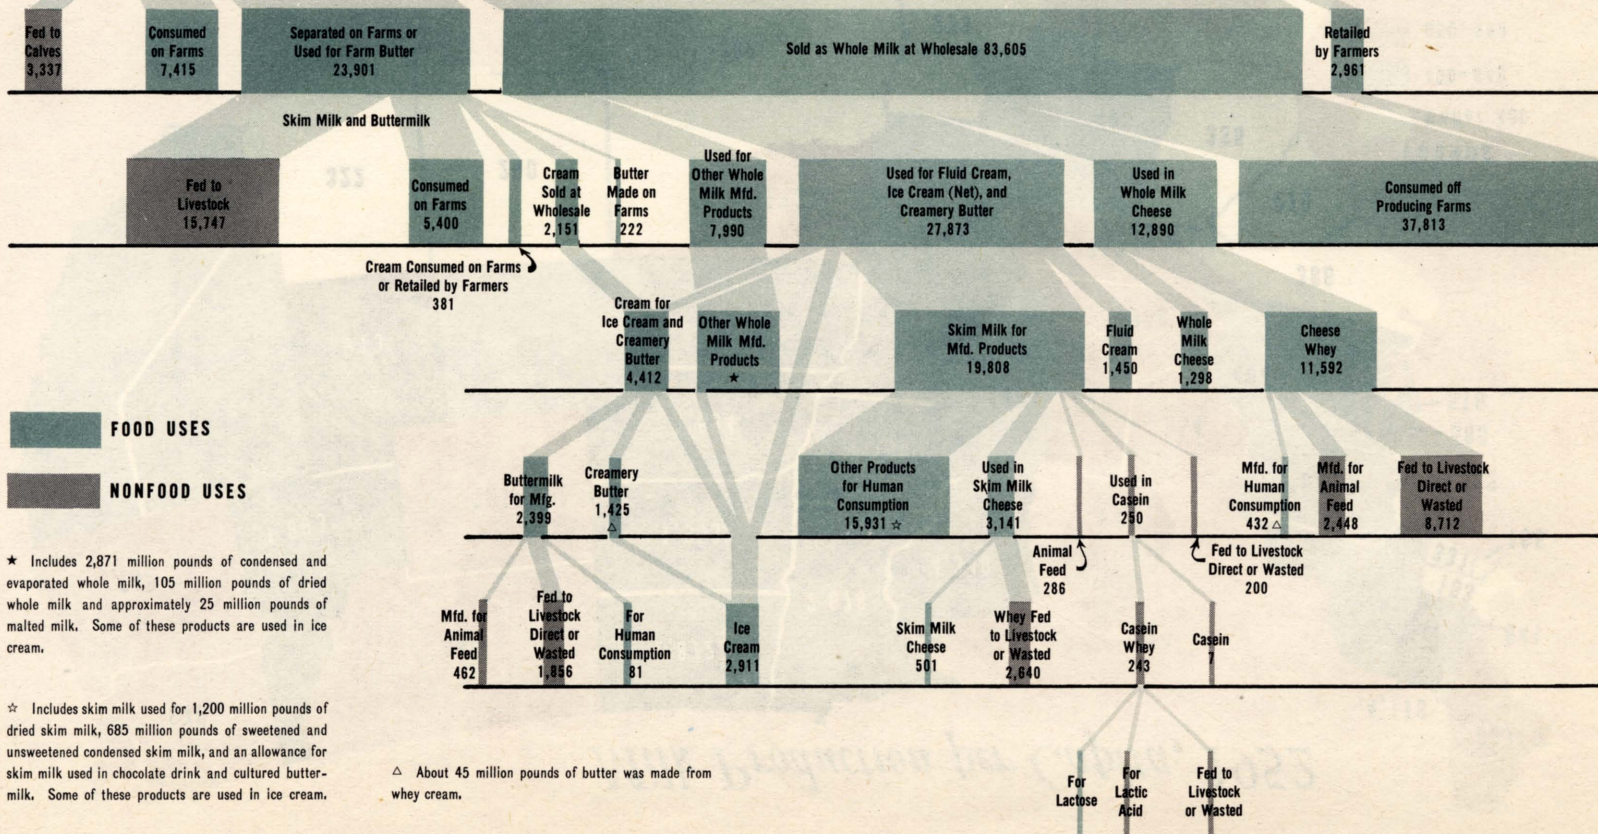 Fed to
Calves
3,337
Consumed
on Farms
7,415
Separated on Farms or
Used for Farm Butter
23,901
Sold as Whole Milk at Wholesale 83,605
Retailed
by Farmers
2,961
Skim Milk and Buttermilk
Fed to
Livestock
15,747
Consumed
on Farms
5,400
Cream
Sold at
Wholesale
2,151
Butter
Made on
Farms
222
Used for
Other Whole
Milk Mfd.
Products
7,990
Used for Fluid Cream,
Ice Cream (Net), and
Creamery Butter
27,873
Used in
Whole Milk
Cheese
12,890
Consumed off
Producing Farms
37,813
Cream Consumed on Farms
or Retailed by Farmers
381
Cream for
Ice Cream and
Creamery
Butter
4,412
Other Whole
Milk Mfd.
Products
★
Skim Milk for
Mfd. Products
19,808
Fluid
Cream
1,450
Whole
Milk
Cheese
1,298
Cheese
Whey
11,592
FOOD USES
NONFOOD USES
Buttermilk
for Mfg.
2,399
Creamery
Butter
1,425
△
Other Products
for Human
Consumption
15,931 ☆
Used in
Skim Milk
Cheese
3,141
Animal
Feed
286
Used in
Casein
250
Fed to Livestock
Direct or Wasted
200
Mfd. for
Human
Consumption
432 △
Mfd. for
Animal
Feed
2,448
Fed to Livestock
Direct or
Wasted
8,712
Mfd. for
Animal
Feed
462
Fed to
Livestock
Direct or
Wasted
1,856
For
Human
Consumption
81
Ice
Cream
2,911
Skim Milk
Cheese
501
Whey Fed
to Livestock
or Wasted
2,640
Casein
Whey
243
Casein
7
For
Lactose
For
Lactic
Acid
Fed to
Livestock
or Wasted
★ Includes 2,871 million pounds of condensed and
evaporated whole milk, 105 million pounds of dried
whole milk and approximately 25 million pounds of
malted milk. Some of these products are used in ice
cream.
☆ Includes skim milk used for 1,200 million pounds of
dried skim milk, 685 million pounds of sweetened and
unsweetened condensed skim milk, and an allowance for
skim milk used in chocolate drink and cultured butter-
milk. Some of these products are used in ice cream.
△ About 45 million pounds of butter was made from
whey cream.